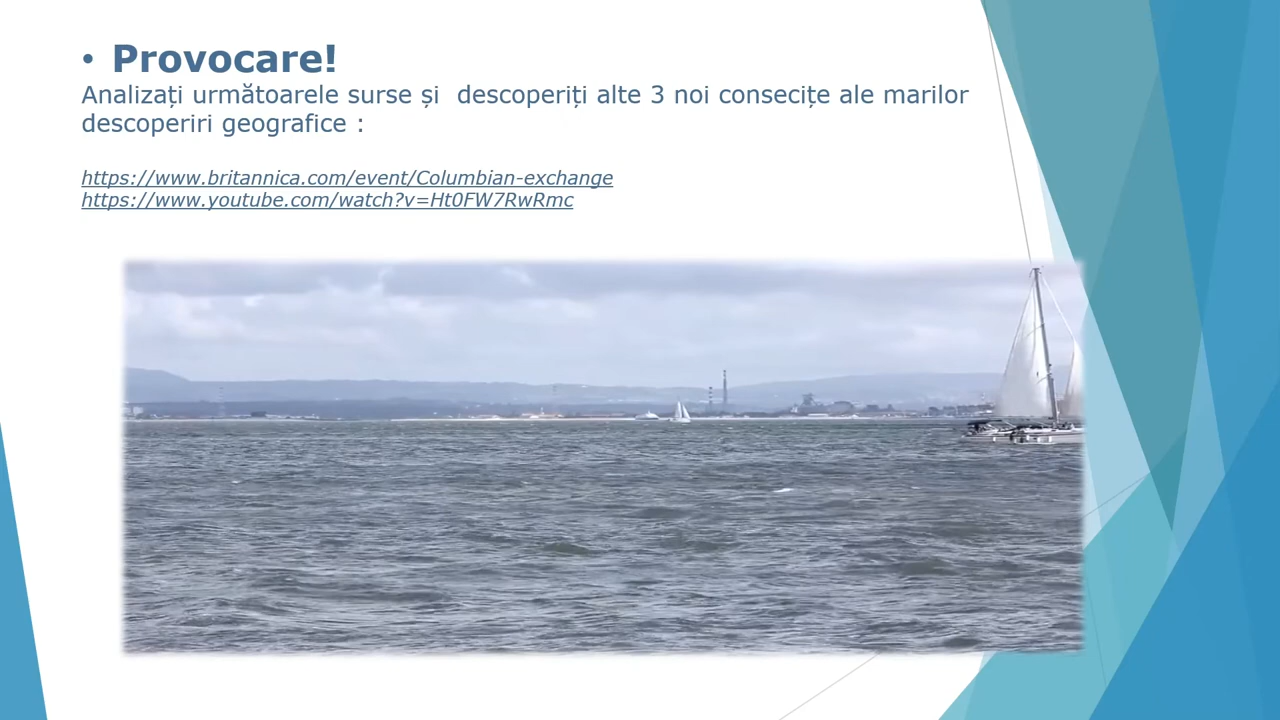 • Provocare!
Analizați următoarele surse și  descoperiți alte 3 noi consecițe ale marilor
descoperiri geografice :
https://www.britannica.com/event/Columbian-exchange
https://www.youtube.com/watch?v=Ht0FW7RwRmc